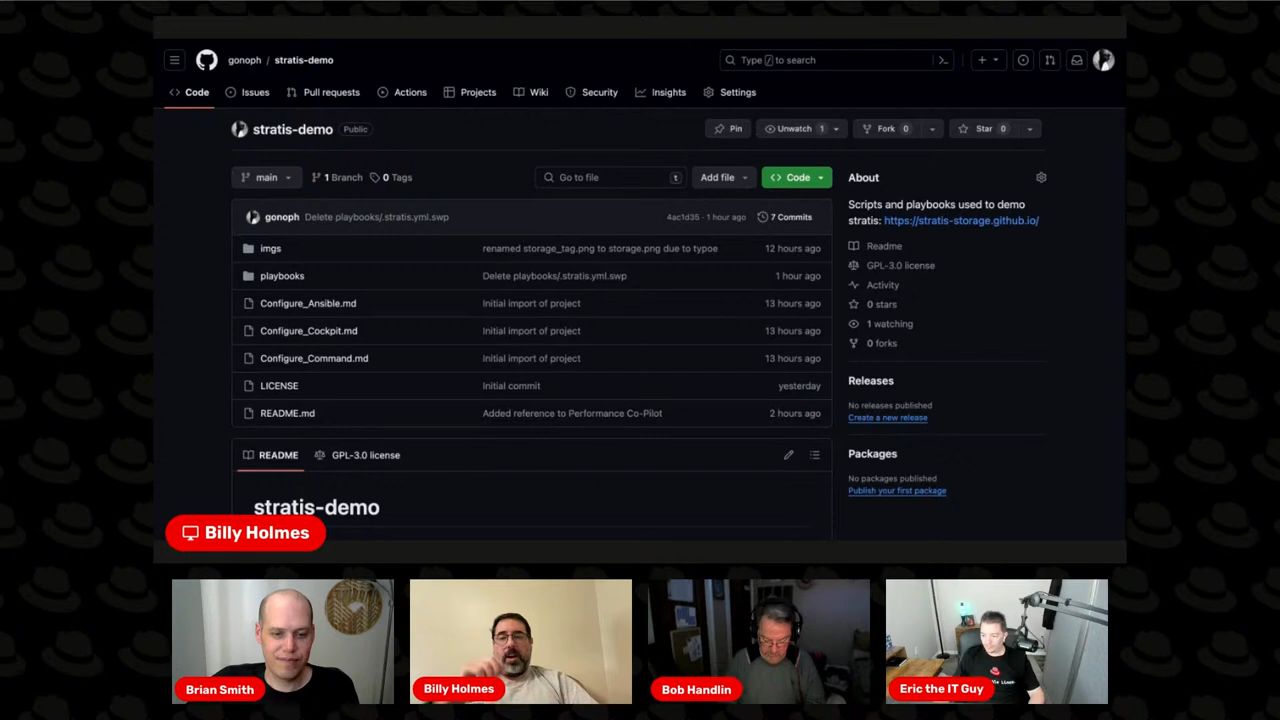 gonoph / stratis-demo
Type / to search
Code Issues Pull requests Actions Projects Wiki Security Insights Settings
stratis-demo Public
Pin Unwatch 1 Fork 0 Star 0
main 1 Branch 0 Tags Go to file t Add file Code
gonoph Delete playbooks/.stratis.yml.swp 4ac1d35 · 1 hour ago 7 Commits
imgs renamed storage_tag.png to storage.png due to typoe 12 hours ago
playbooks Delete playbooks/.stratis.yml.swp 1 hour ago
Configure_Ansible.md Initial import of project 13 hours ago
Configure_Cockpit.md Initial import of project 13 hours ago
Configure_Command.md Initial import of project 13 hours ago
LICENSE Initial commit yesterday
README.md Added reference to Performance Co-Pilot 2 hours ago
README GPL-3.0 license
stratis-demo
About
Scripts and playbooks used to demo
stratis: https://stratis-storage.github.io/
Readme
GPL-3.0 license
Activity
0 stars
1 watching
0 forks
Releases
No releases published
Create a new release
Packages
No packages published
Publish your first package
Billy Holmes
Brian Smith
Billy Holmes
Bob Handlin
Eric the IT Guy